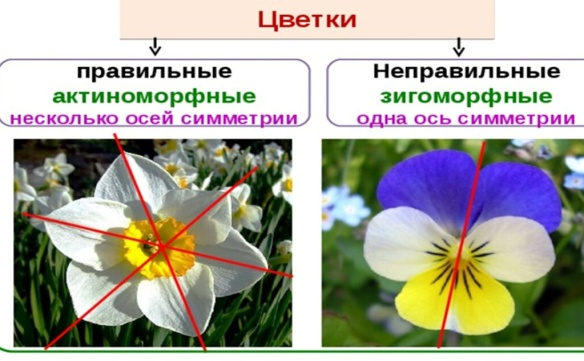 Цветки
правильные
актиноморфные
несколько осей симметрии
Неправильные
зигоморфные
одна ось симметрии